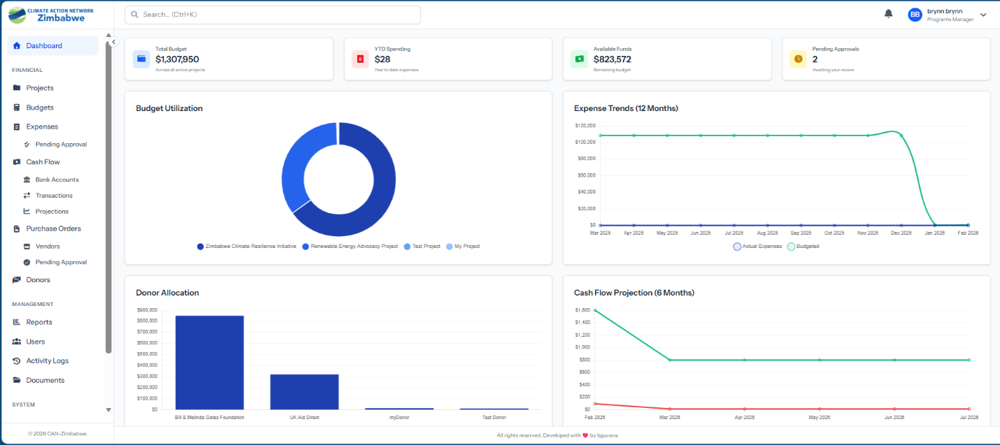 CLIMATE ACTION NETWORK
Zimbabwe
Search... (Ctrl+K)
BB
brynn brynn
Programs Manager
Dashboard
FINANCIAL
Projects
Budgets
Expenses
Pending Approval
Cash Flow
Bank Accounts
Transactions
Projections
Purchase Orders
Vendors
Pending Approval
Donors
MANAGEMENT
Reports
Users
Activity Logs
Documents
SYSTEM
© 2026 CAN-Zimbabwe.
Total Budget
$1,307,950
Across all active projects
YTD Spending
$28
Year to date expenses
Available Funds
$823,572
Remaining budget
Pending Approvals
2
Awaiting your review
Budget Utilization
Zimbabwe Climate Resilience Initiative Renewable Energy Advocacy Project Test Project My Project
Expense Trends (12 Months)
$120,000
$100,000
$80,000
$60,000
$40,000
$20,000
$0
Mar 2025 Apr 2025 May 2025 Jun 2025 Jul 2025 Aug 2025 Sep 2025 Oct 2025 Nov 2025 Dec 2025 Jan 2026 Feb 2026
Actual Expenses Budgeted
Donor Allocation
$900,000
$800,000
$700,000
$600,000
$500,000
$400,000
$300,000
$200,000
$100,000
$0
Bill & Melinda Gates Foundation UK Aid Direct myDonor Test Donor
Cash Flow Projection (6 Months)
$1,600
$1,400
$1,200
$1,000
$800
$600
$400
$200
$0
Feb 2026 Mar 2026 Apr 2026 May 2026 Jun 2026 Jul 2026
All rights reserved. Developed with ❤ by bguvava.